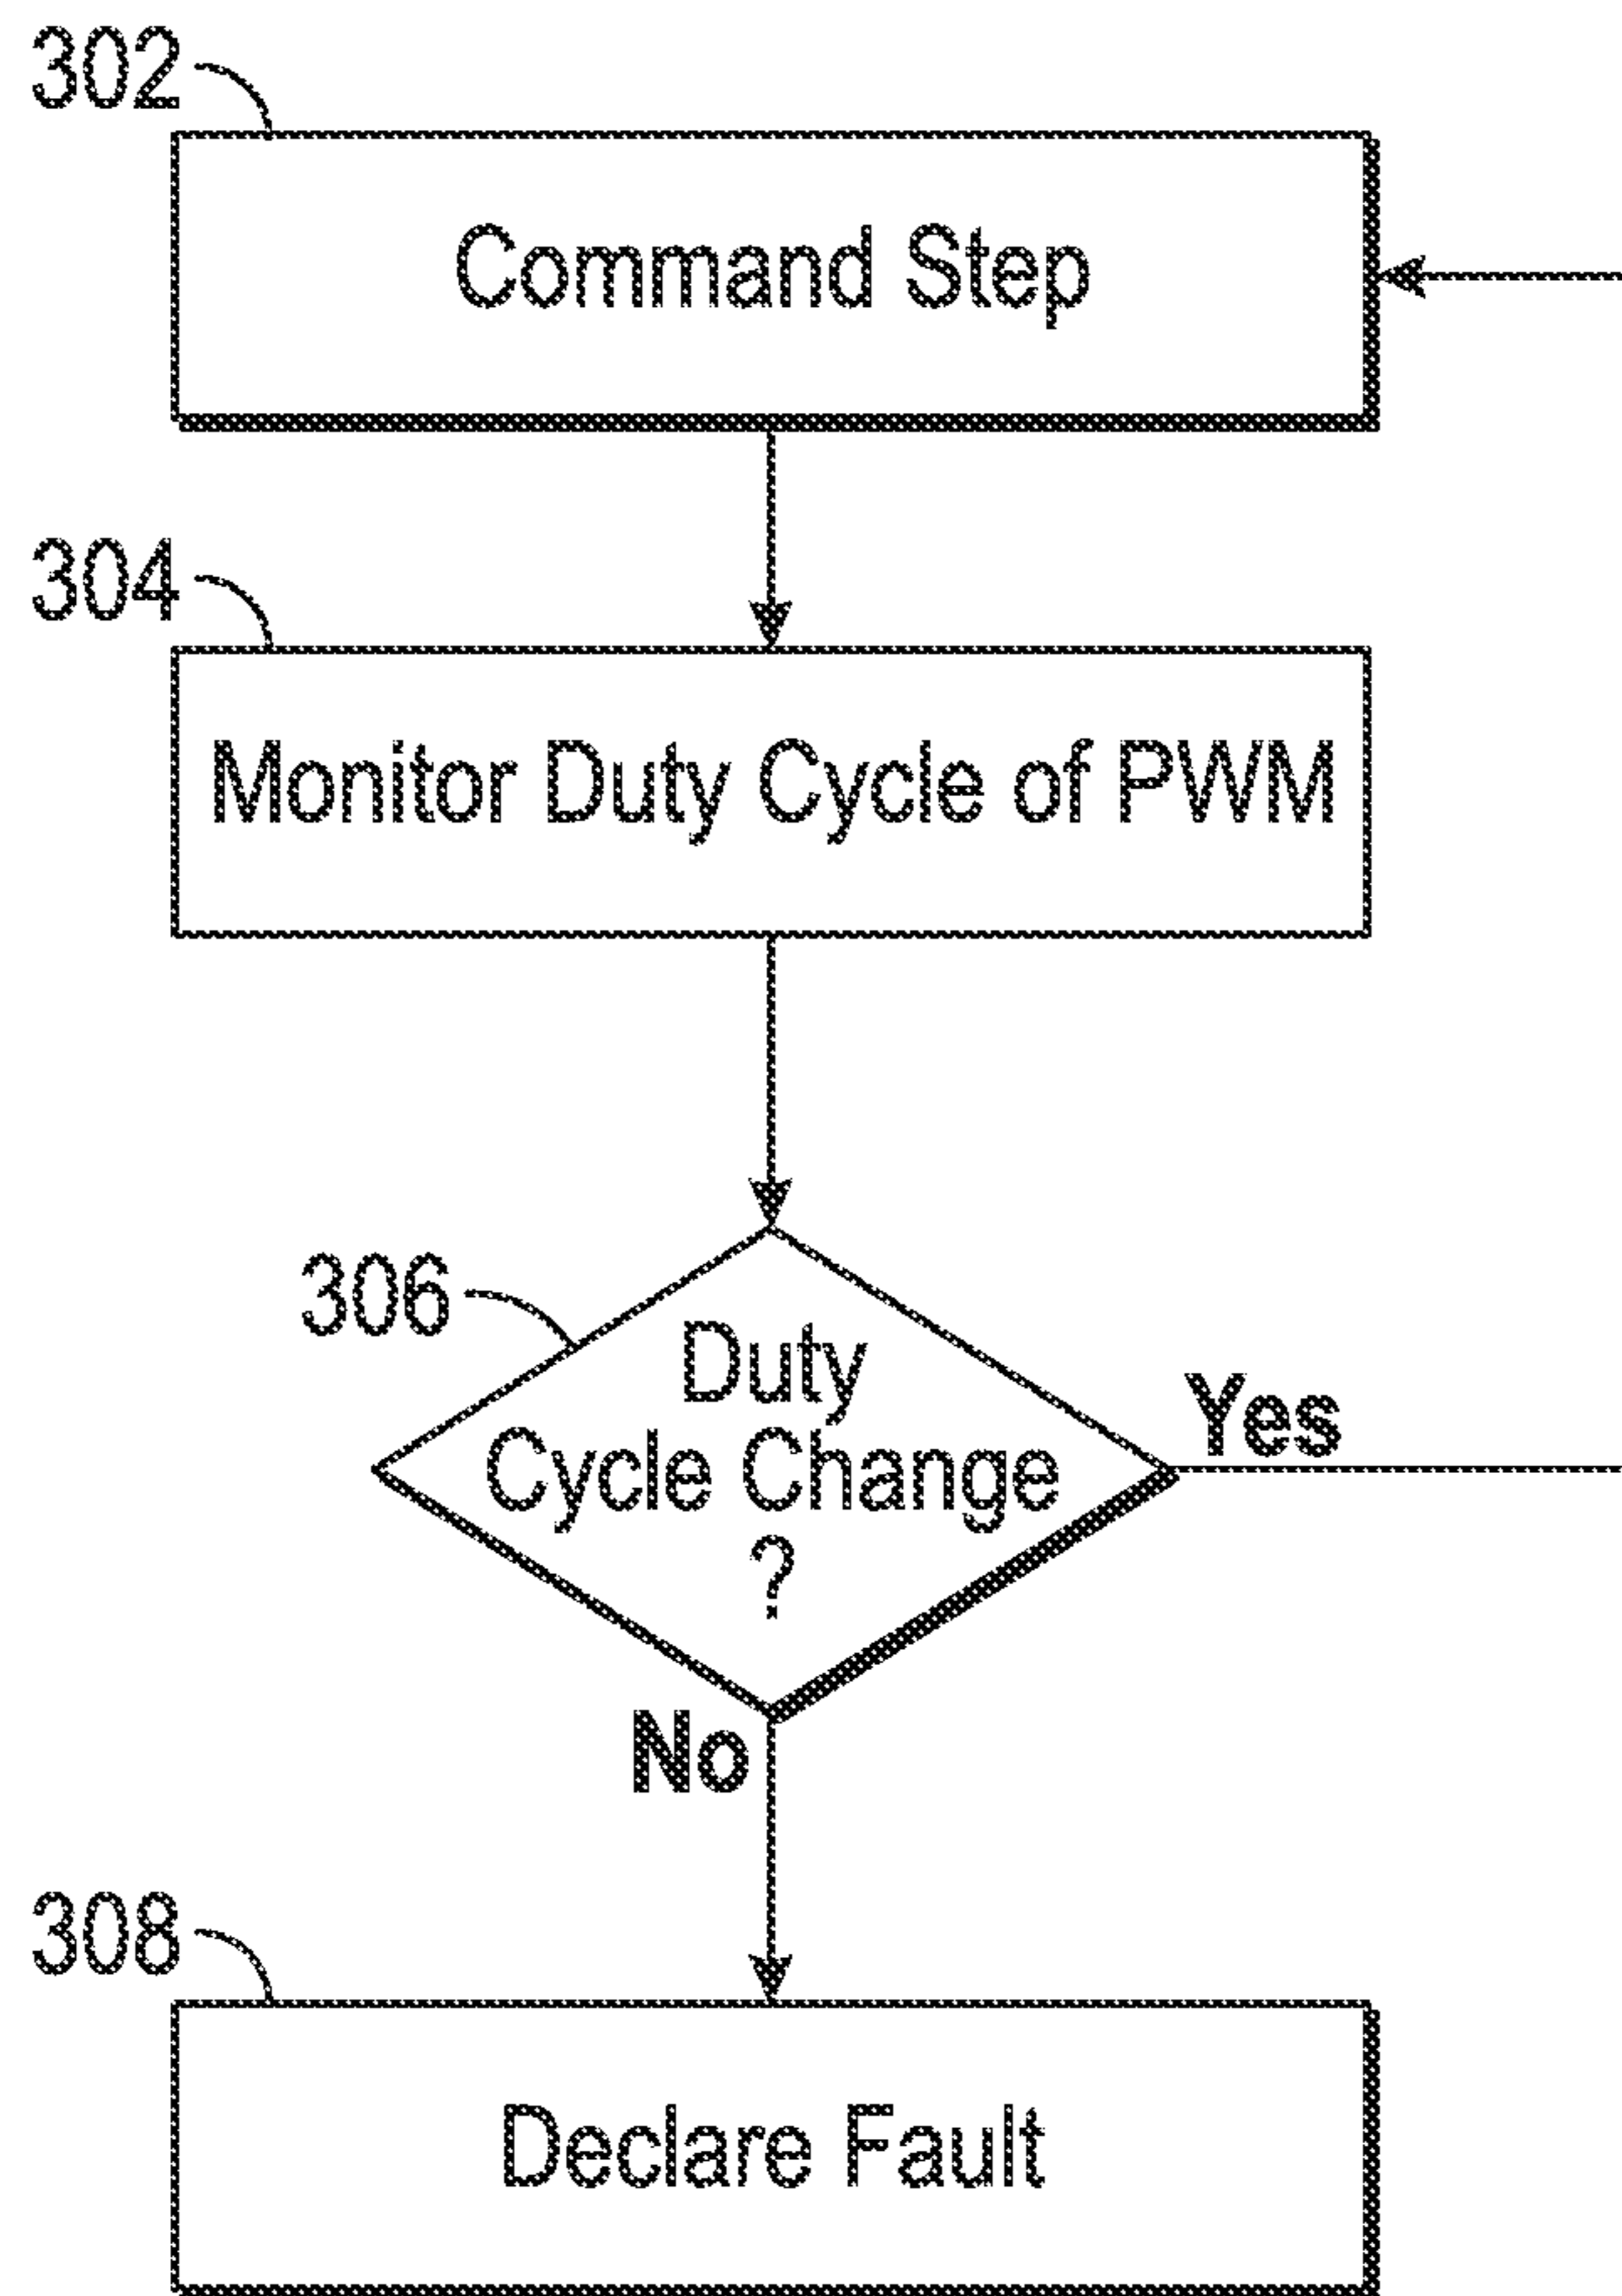 302
Command Step
304
Monitor Duty Cycle of PWM
306
Duty
Cycle Change
?
Yes
No
308
Declare Fault